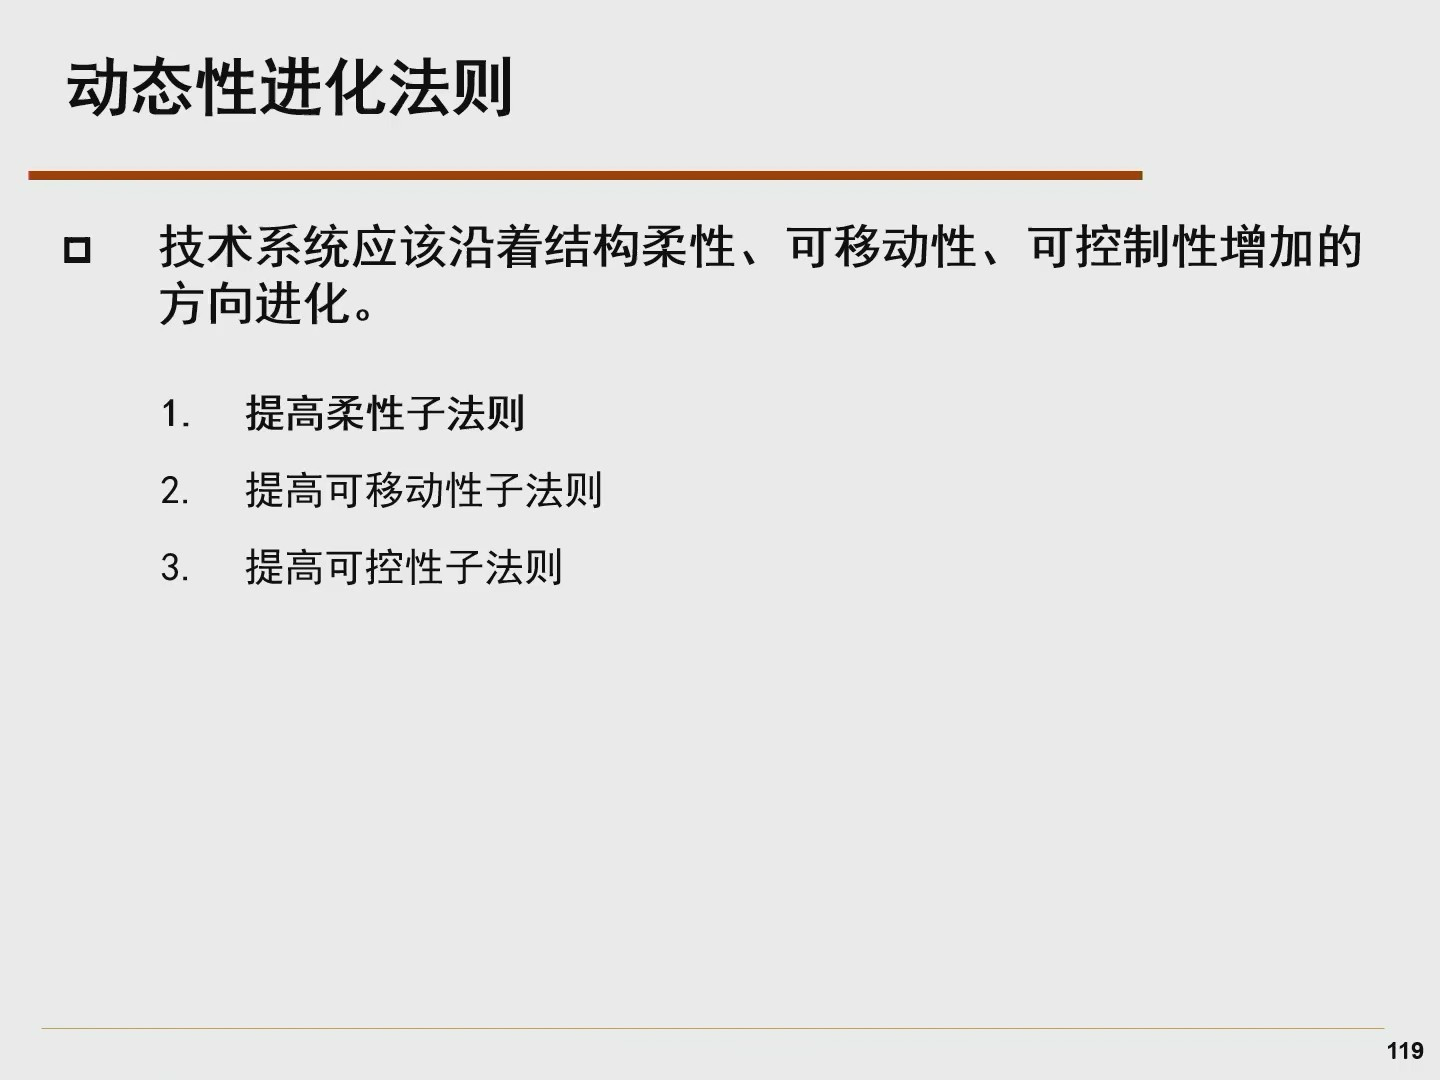 动态性进化法则
技术系统应该沿着结构柔性、可移动性、可控制性增加的
方向进化。
1. 提高柔性子法则
2. 提高可移动性子法则
3. 提高可控性子法则
119